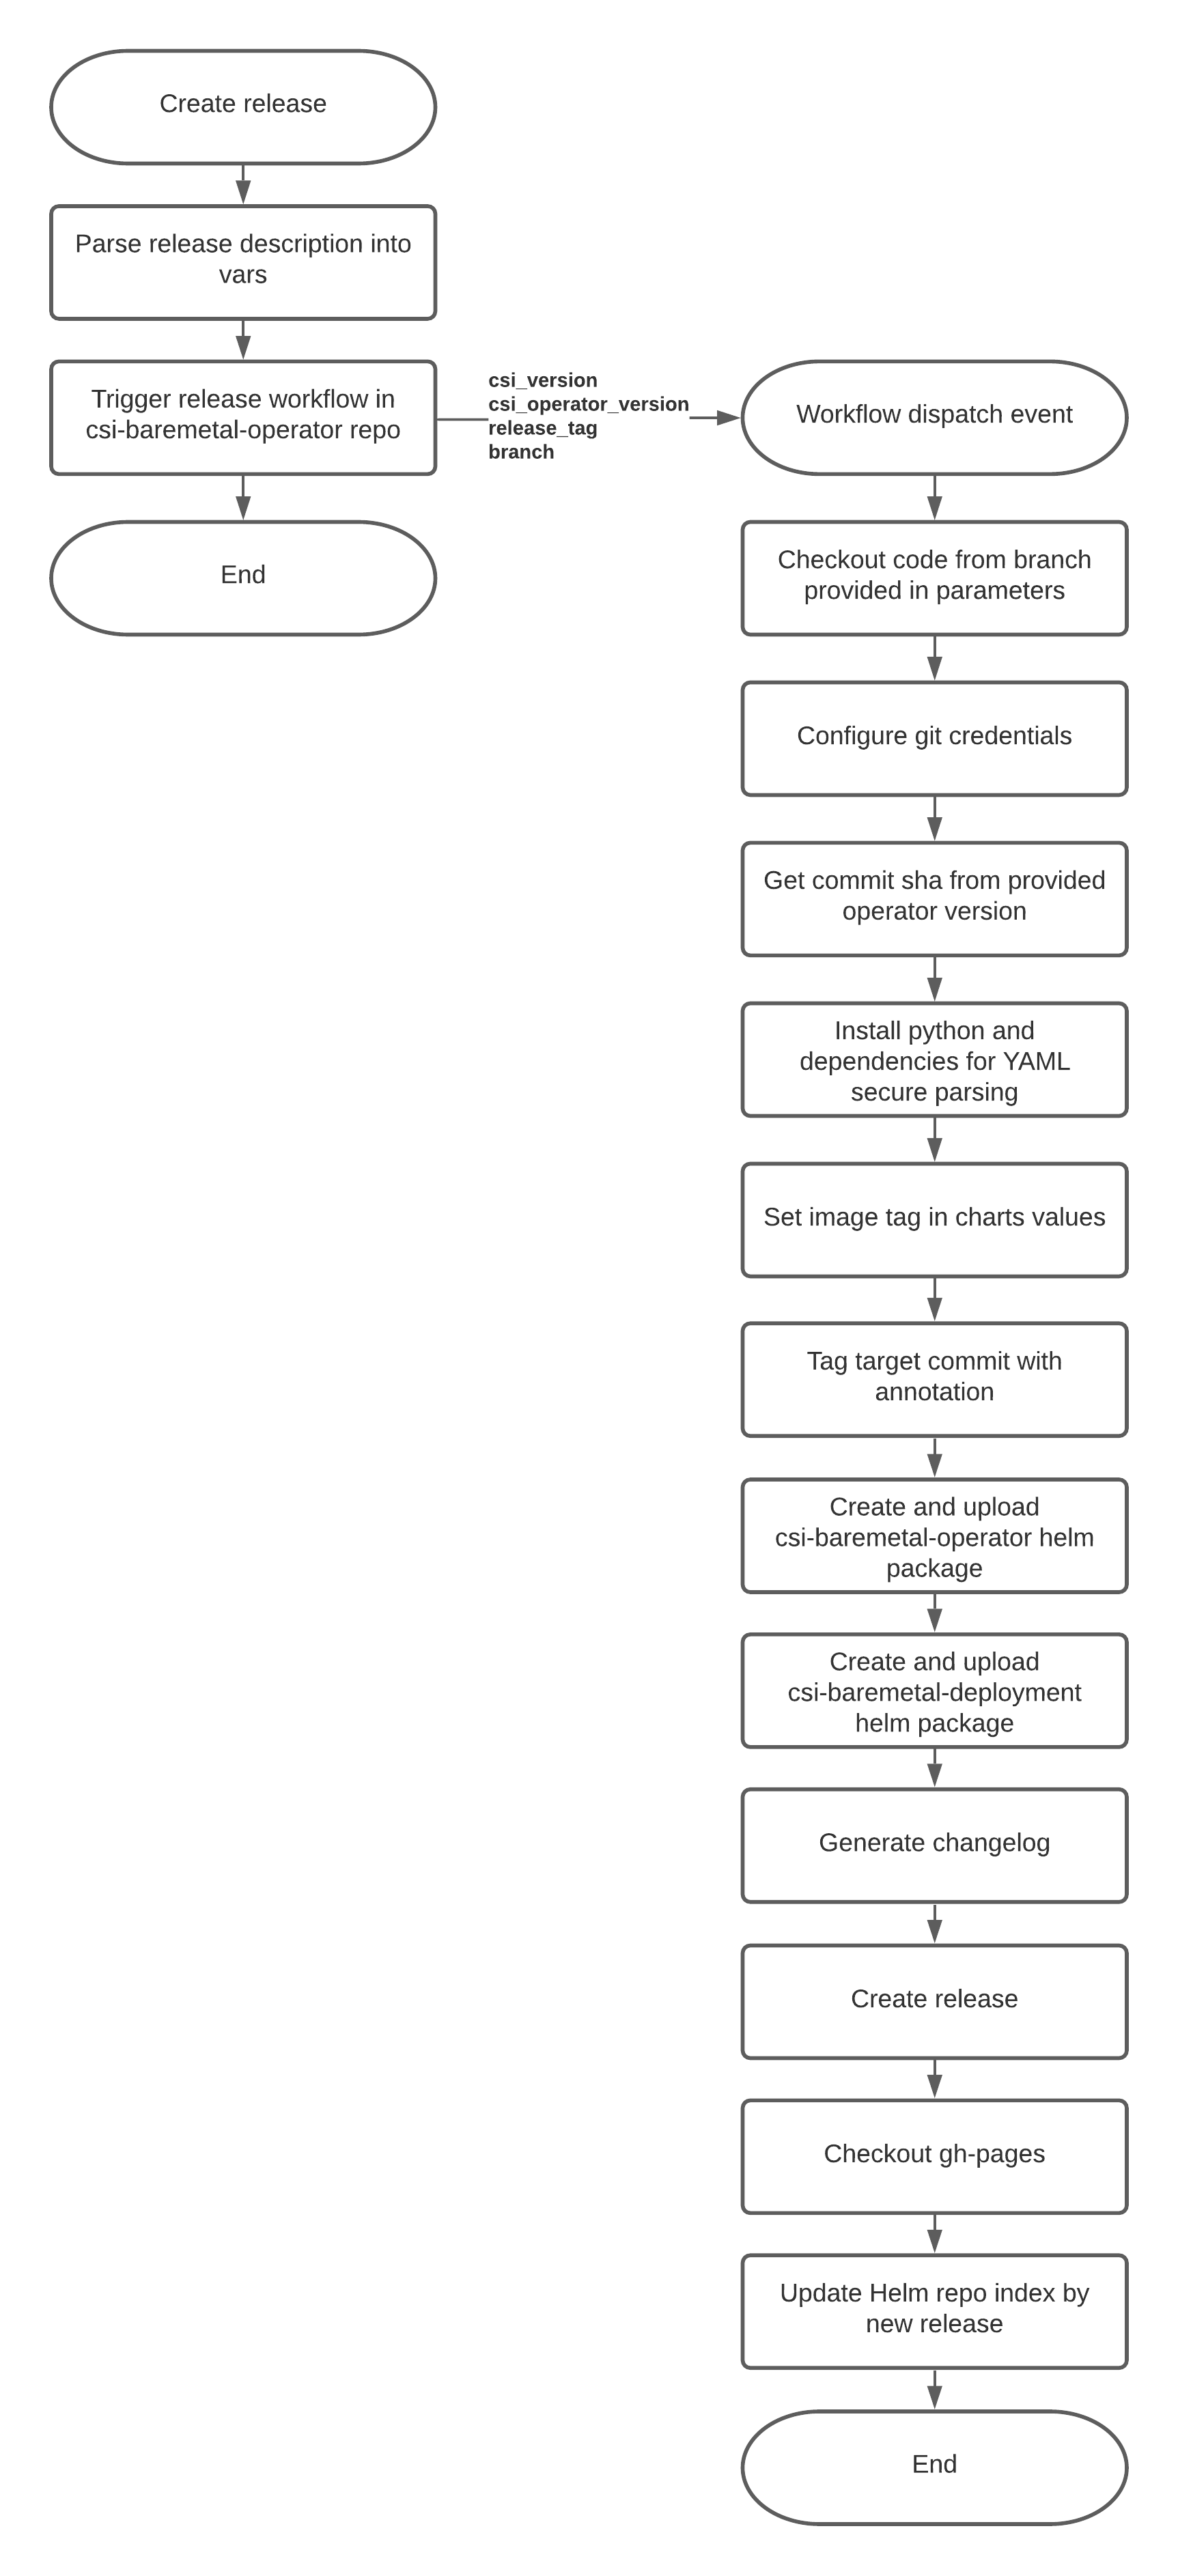 Create release
Parse release description into
vars
Trigger release workflow in
csi-baremetal-operator repo
End
csi_version
csi_operator_version
release_tag
branch
Workflow dispatch event
Checkout code from branch
provided in parameters
Configure git credentials
Get commit sha from provided
operator version
Install python and
dependencies for YAML
secure parsing
Set image tag in charts values
Tag target commit with
annotation
Create and upload
csi-baremetal-operator helm
package
Create and upload
csi-baremetal-deployment
helm package
Generate changelog
Create release
Checkout gh-pages
Update Helm repo index by
new release
End